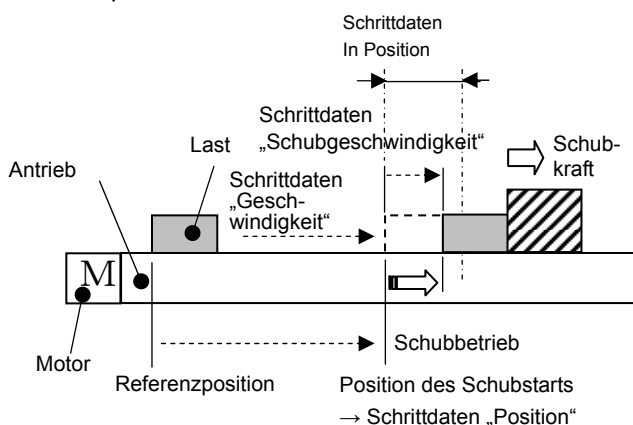 Schrittdaten
In Position
Schrittdaten
„Schubgeschwindigkeit“
Last
Schub-
kraft
Antrieb
Schrittdaten
„Gesch-
windigkeit“
M
Motor
Schubbetrieb
Referenzposition
Position des Schubstarts
→ Schrittdaten „Position“